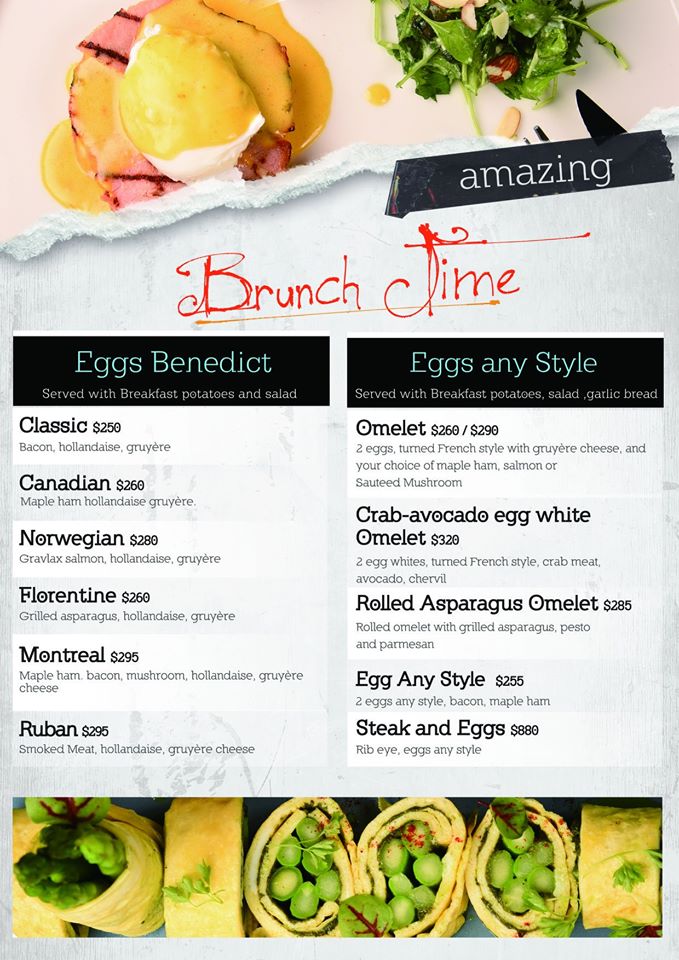 amazing
Brunch Time
Eggs Benedict
Served with Breakfast potatoes and salad
Classic $250
Bacon, hollandaise, gruyère
Canadian $260
Maple ham hollandaise gruyère.
Norwegian $280
Gravlax salmon, hollandaise, gruyère
Florentine $260
Grilled asparagus, hollandaise, gruyère
Montreal $295
Maple ham. bacon, mushroom, hollandaise, gruyère
cheese
Ruban $295
Smoked Meat, hollandaise, gruyère cheese
Eggs any Style
Served with Breakfast potatoes, salad ,garlic bread
Omelet $260 / $290
2 eggs, turned French style with gruyère cheese, and
your choice of maple ham, salmon or
Sauteed Mushroom
Crab-avocado egg white
Omelet $320
2 egg whites, turned French style, crab meat,
avocado, chervil
Rolled Asparagus Omelet $285
Rolled omelet with grilled asparagus, pesto
and parmesan
Egg Any Style $255
2 eggs any style, bacon, maple ham
Steak and Eggs $880
Rib eye, eggs any style